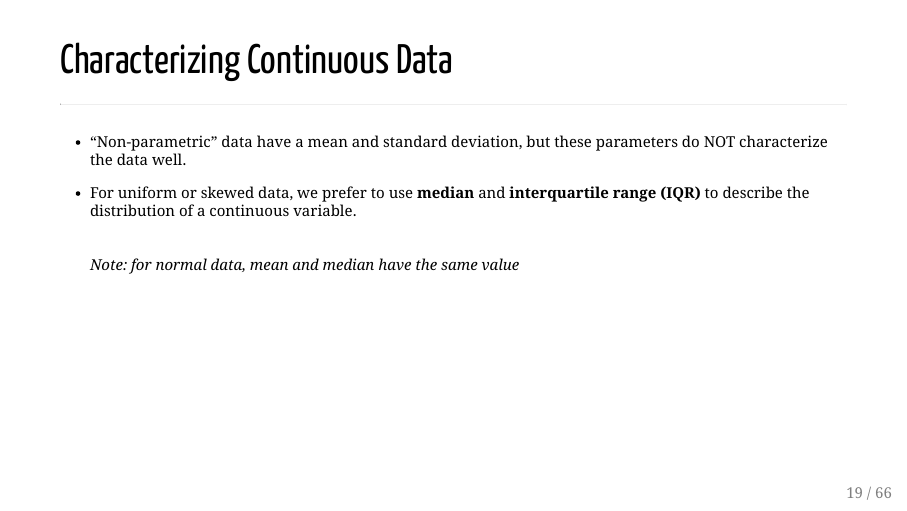 Characterizing Continuous Data
• “Non-parametric” data have a mean and standard deviation, but these parameters do NOT characterize
the data well.
• For uniform or skewed data, we prefer to use median and interquartile range (IQR) to describe the
distribution of a continuous variable.
Note: for normal data, mean and median have the same value
19 / 66